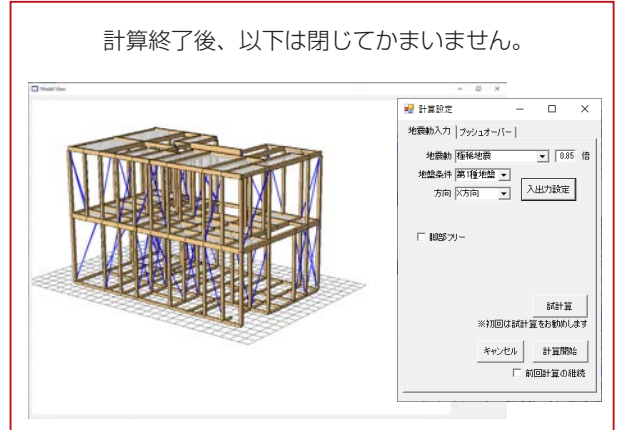 計算終了後、以下は閉じてかまいません。
Model View
計算設定
地震動入力 プッシュオーバー
地震動 極稀地震 0.85 倍
地盤条件 第1種地盤
方向 X方向 入出力設定
脚部フリー
試計算
※初回は試計算をお勧めします
キャンセル 計算開始
前回計算の継続